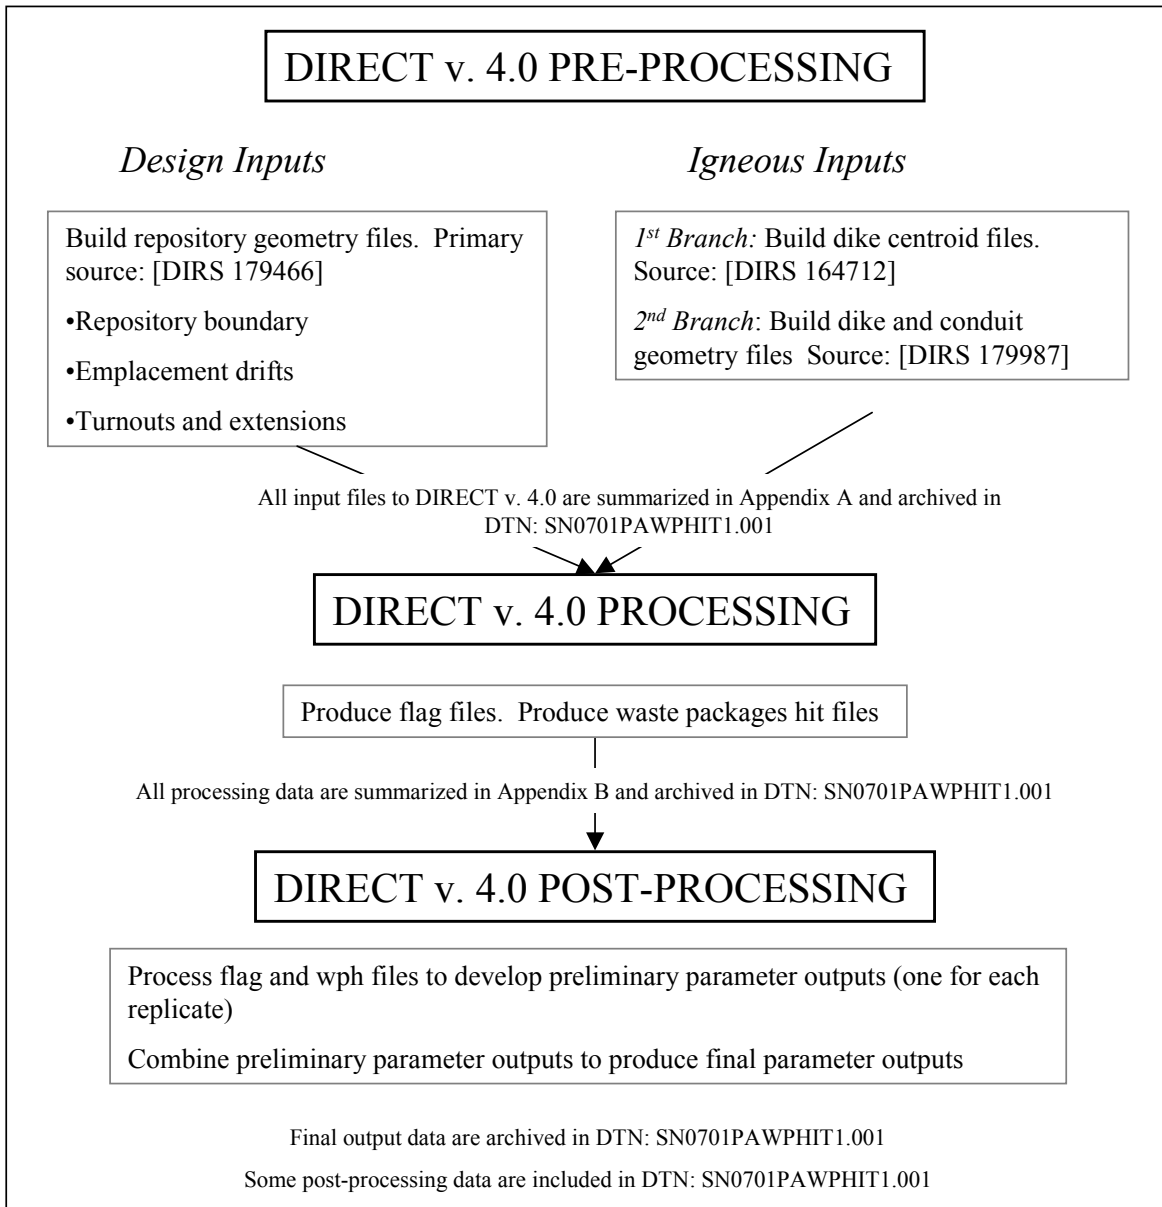 DIRECT v. 4.0 PRE-PROCESSING
Design Inputs
Build repository geometry files. Primary
source: [DIRS 179466]
•Repository boundary
•Emplacement drifts
•Turnouts and extensions
Igneous Inputs
1st Branch: Build dike centroid files.
Source: [DIRS 164712]
2nd Branch: Build dike and conduit
geometry files Source: [DIRS 179987]
All input files to DIRECT v. 4.0 are summarized in Appendix A and archived in
DTN: SN0701PAWPHIT1.001
DIRECT v. 4.0 PROCESSING
Produce flag files. Produce waste packages hit files
All processing data are summarized in Appendix B and archived in DTN: SN0701PAWPHIT1.001
DIRECT v. 4.0 POST-PROCESSING
Process flag and wph files to develop preliminary parameter outputs (one for each
replicate)
Combine preliminary parameter outputs to produce final parameter outputs
Final output data are archived in DTN: SN0701PAWPHIT1.001
Some post-processing data are included in DTN: SN0701PAWPHIT1.001